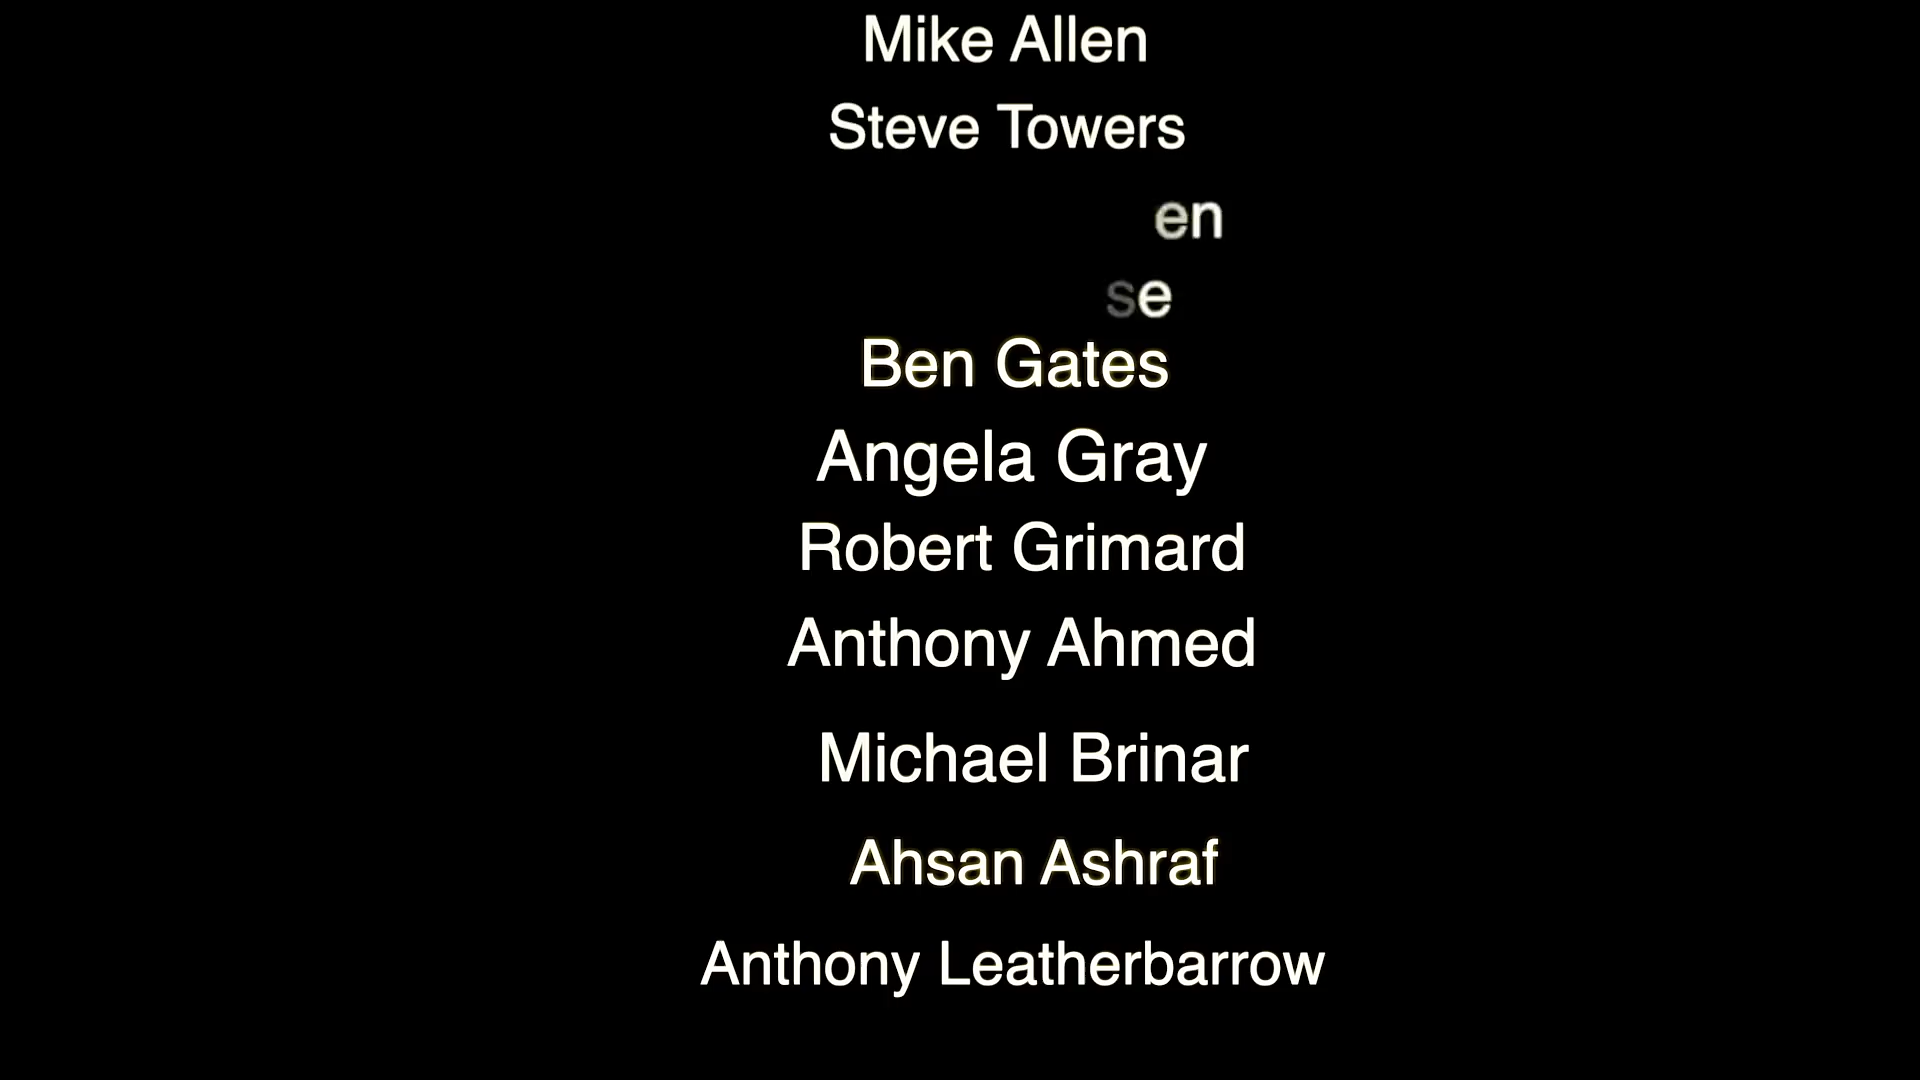 Mike Allen
Steve Towers
en
se
Ben Gates
Angela Gray
Robert Grimard
Anthony Ahmed
Michael Brinar
Ahsan Ashraf
Anthony Leatherbarrow